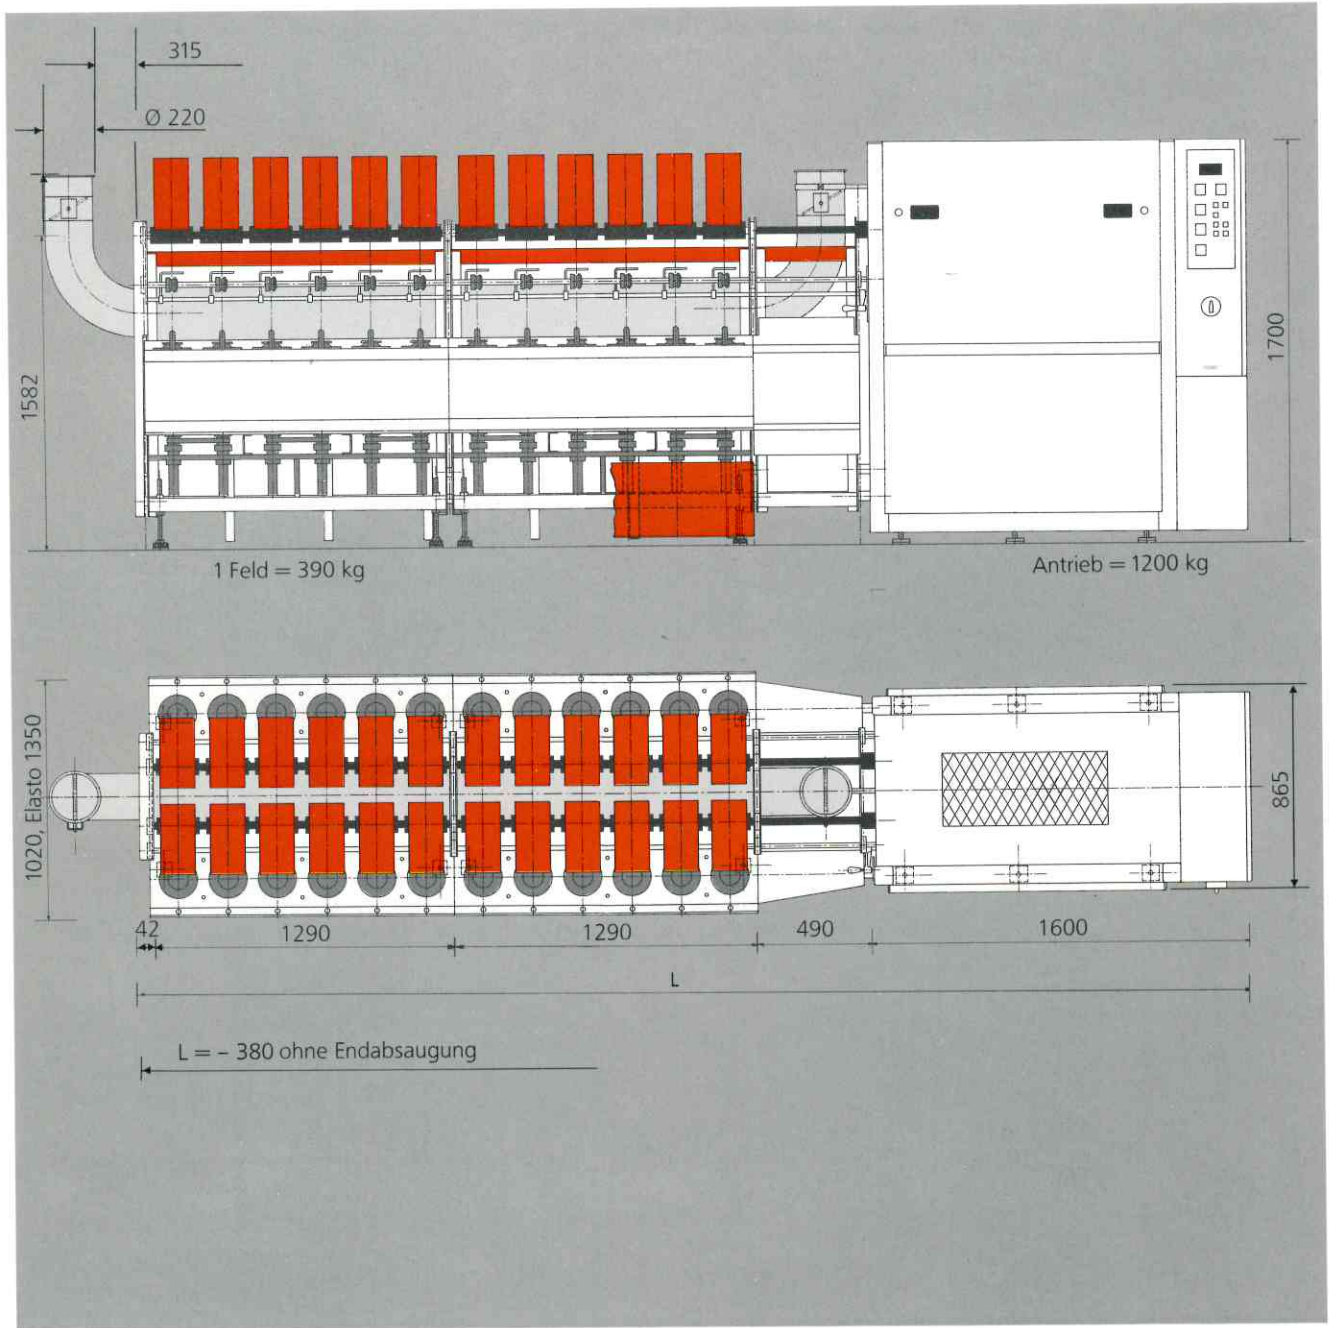 315
Ø 220
1582
1700
1 Feld = 390 kg
Antrieb = 1200 kg
1020, Elasto 1350
865
42
1290
1290
490
1600
L
L = – 380 ohne Endabsaugung